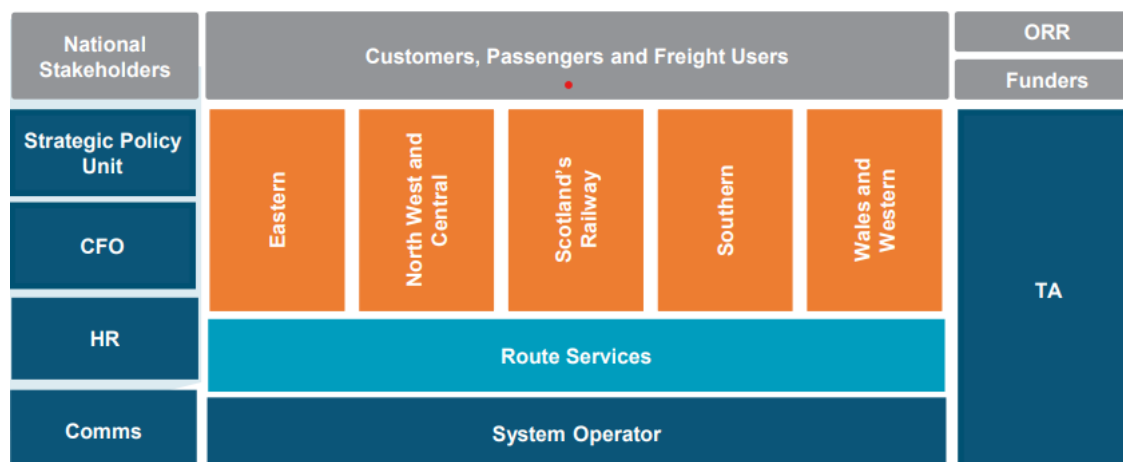 National
Stakeholders
Customers, Passengers and Freight Users
ORR
Funders
Strategic Policy
Unit
CFO
HR
Comms
Eastern
North West and
Central
Scotland's
Railway
Southern
Wales and
Western
Route Services
System Operator
TA